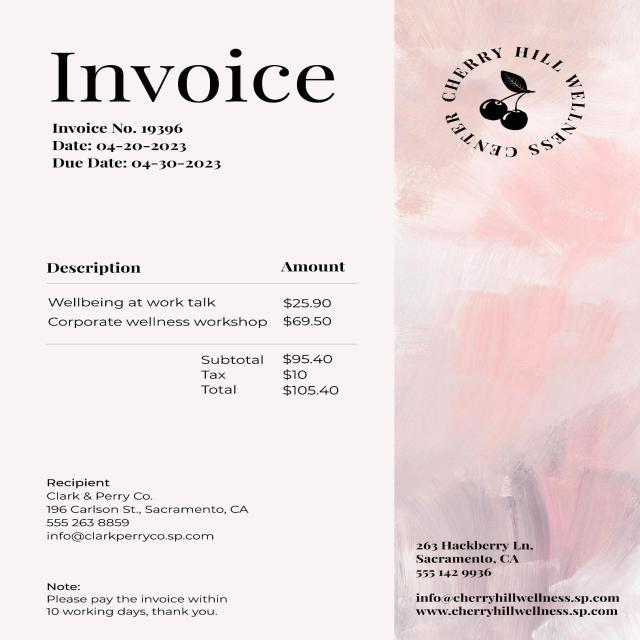 Invoice
Invoice No. 19396
Date: 04-20-2023
Due Date: 04-30-2023
CHERRY HILL WELLNESS CENTER
Description Amount
Wellbeing at work talk $25.90
Corporate wellness workshop $69.50
Subtotal $95.40
Tax $10
Total $105.40
Recipient
Clark & Perry Co.
196 Carlson St., Sacramento, CA
555 263 8859
info@clarkperryco.sp.com
Note:
Please pay the invoice within
10 working days, thank you.
263 Hackberry Ln,
Sacramento, CA
555 142 9936
info@cherryhillwellness.sp.com
www.cherryhillwellness.sp.com